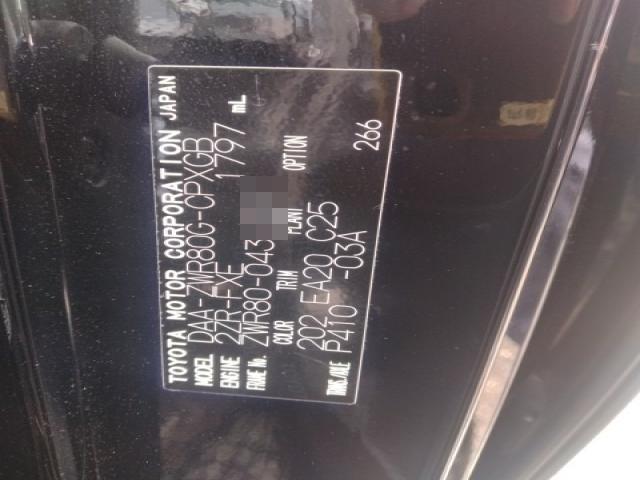 TOYOTA MOTOR CORPORATION JAPAN
MODEL DAA-ZWR80G-CPXGB
ENGINE 2ZR-FXE 1797 mL
FRAME No. ZWR80-043
COLOR TRIM PLANT OPTION
202 EA20 C25 266
TRANS./AXLE P410 -03A